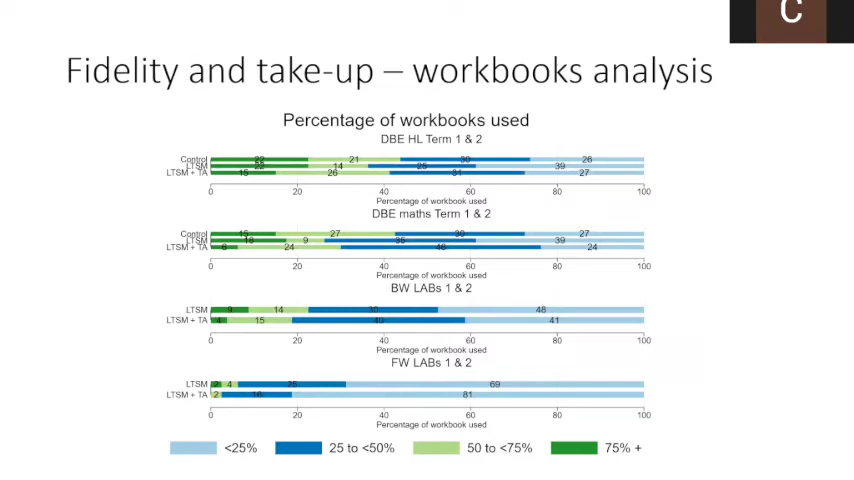 C
Fidelity and take-up – workbooks analysis
Percentage of workbooks used
DBE HL Term 1 & 2
Control 22 21 30 26
LTSM 22 14 25 39
LTSM + TA 15 26 31 27
0 20 40 60 80 100
Percentage of workbook used
DBE maths Term 1 & 2
Control 15 27 30 27
LTSM 18 9 35 39
LTSM + TA 6 24 46 24
0 20 40 60 80 100
Percentage of workbook used
BW LABs 1 & 2
LTSM 9 14 30 48
LTSM + TA 4 15 40 41
0 20 40 60 80 100
Percentage of workbook used
FW LABs 1 & 2
LTSM 2 4 25 69
LTSM + TA 2 16 81
0 20 40 60 80 100
Percentage of workbook used
<25% 25 to <50% 50 to <75% 75% +